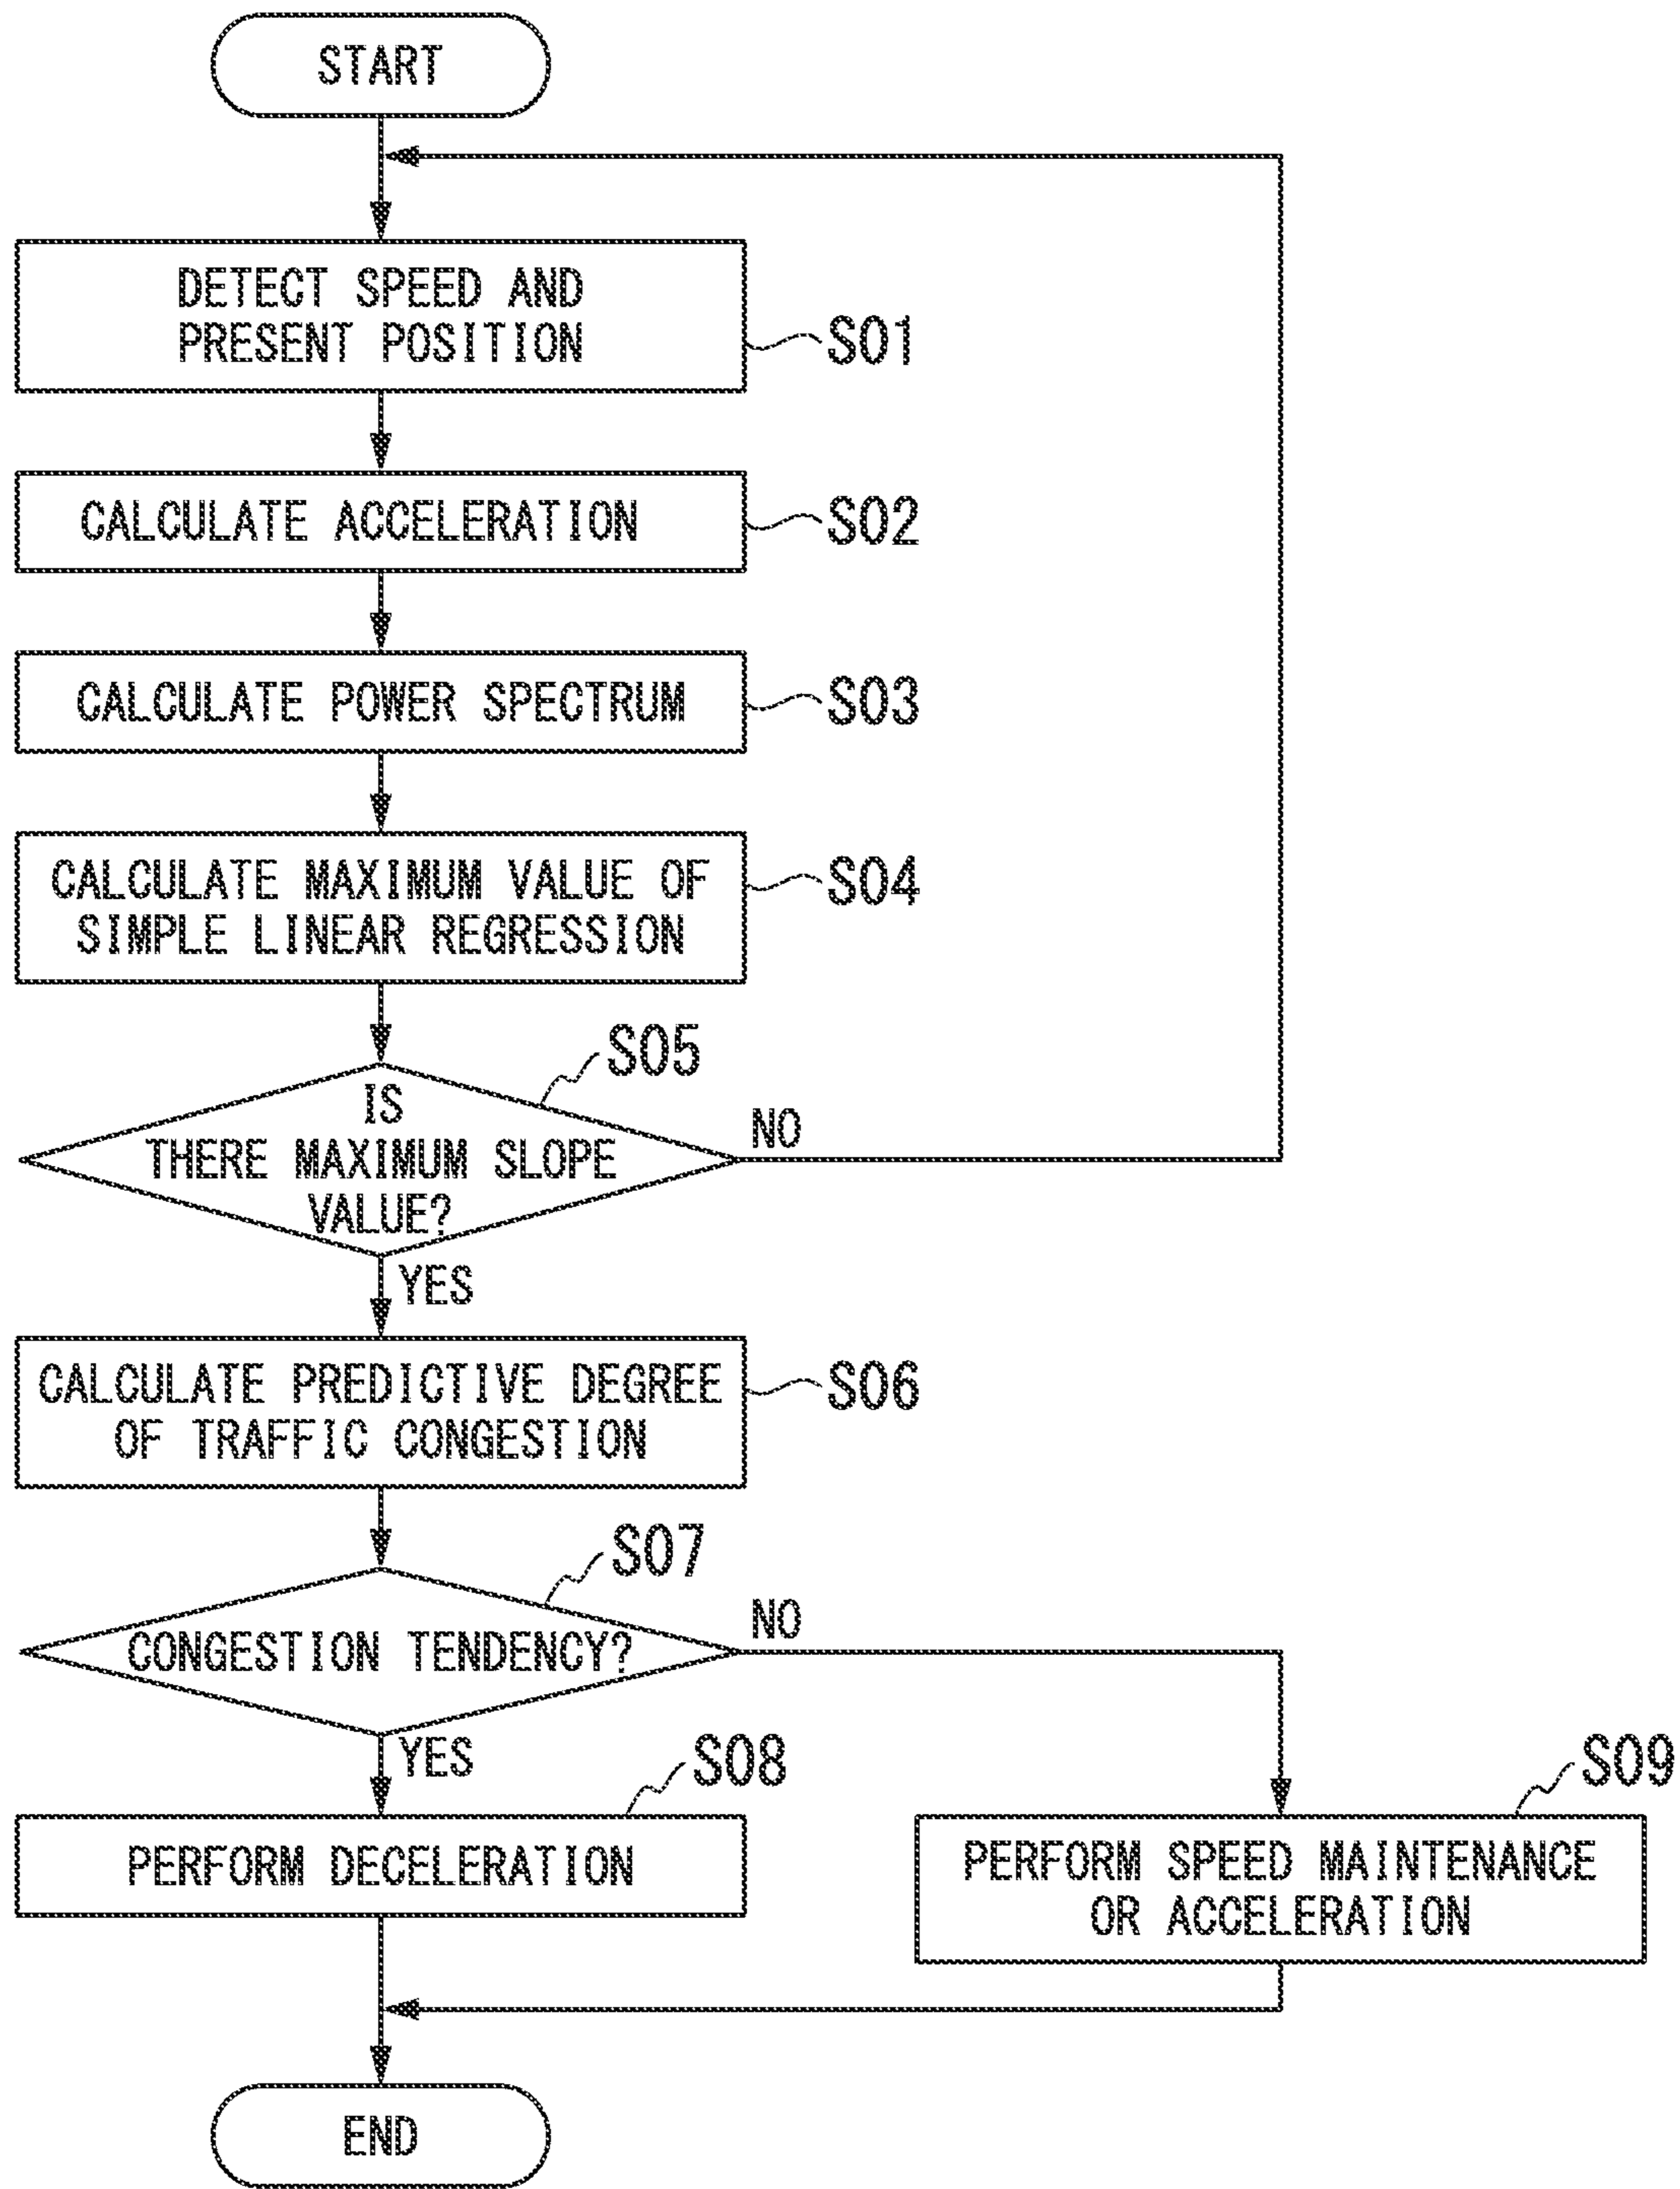 START
DETECT SPEED AND
PRESENT POSITION
S01
CALCULATE ACCELERATION
S02
CALCULATE POWER SPECTRUM
S03
CALCULATE MAXIMUM VALUE OF
SIMPLE LINEAR REGRESSION
S04
S05
IS
THERE MAXIMUM SLOPE
VALUE?
NO
YES
CALCULATE PREDICTIVE DEGREE
OF TRAFFIC CONGESTION
S06
S07
CONGESTION TENDENCY?
NO
YES
S08
PERFORM DECELERATION
S09
PERFORM SPEED MAINTENANCE
OR ACCELERATION
END